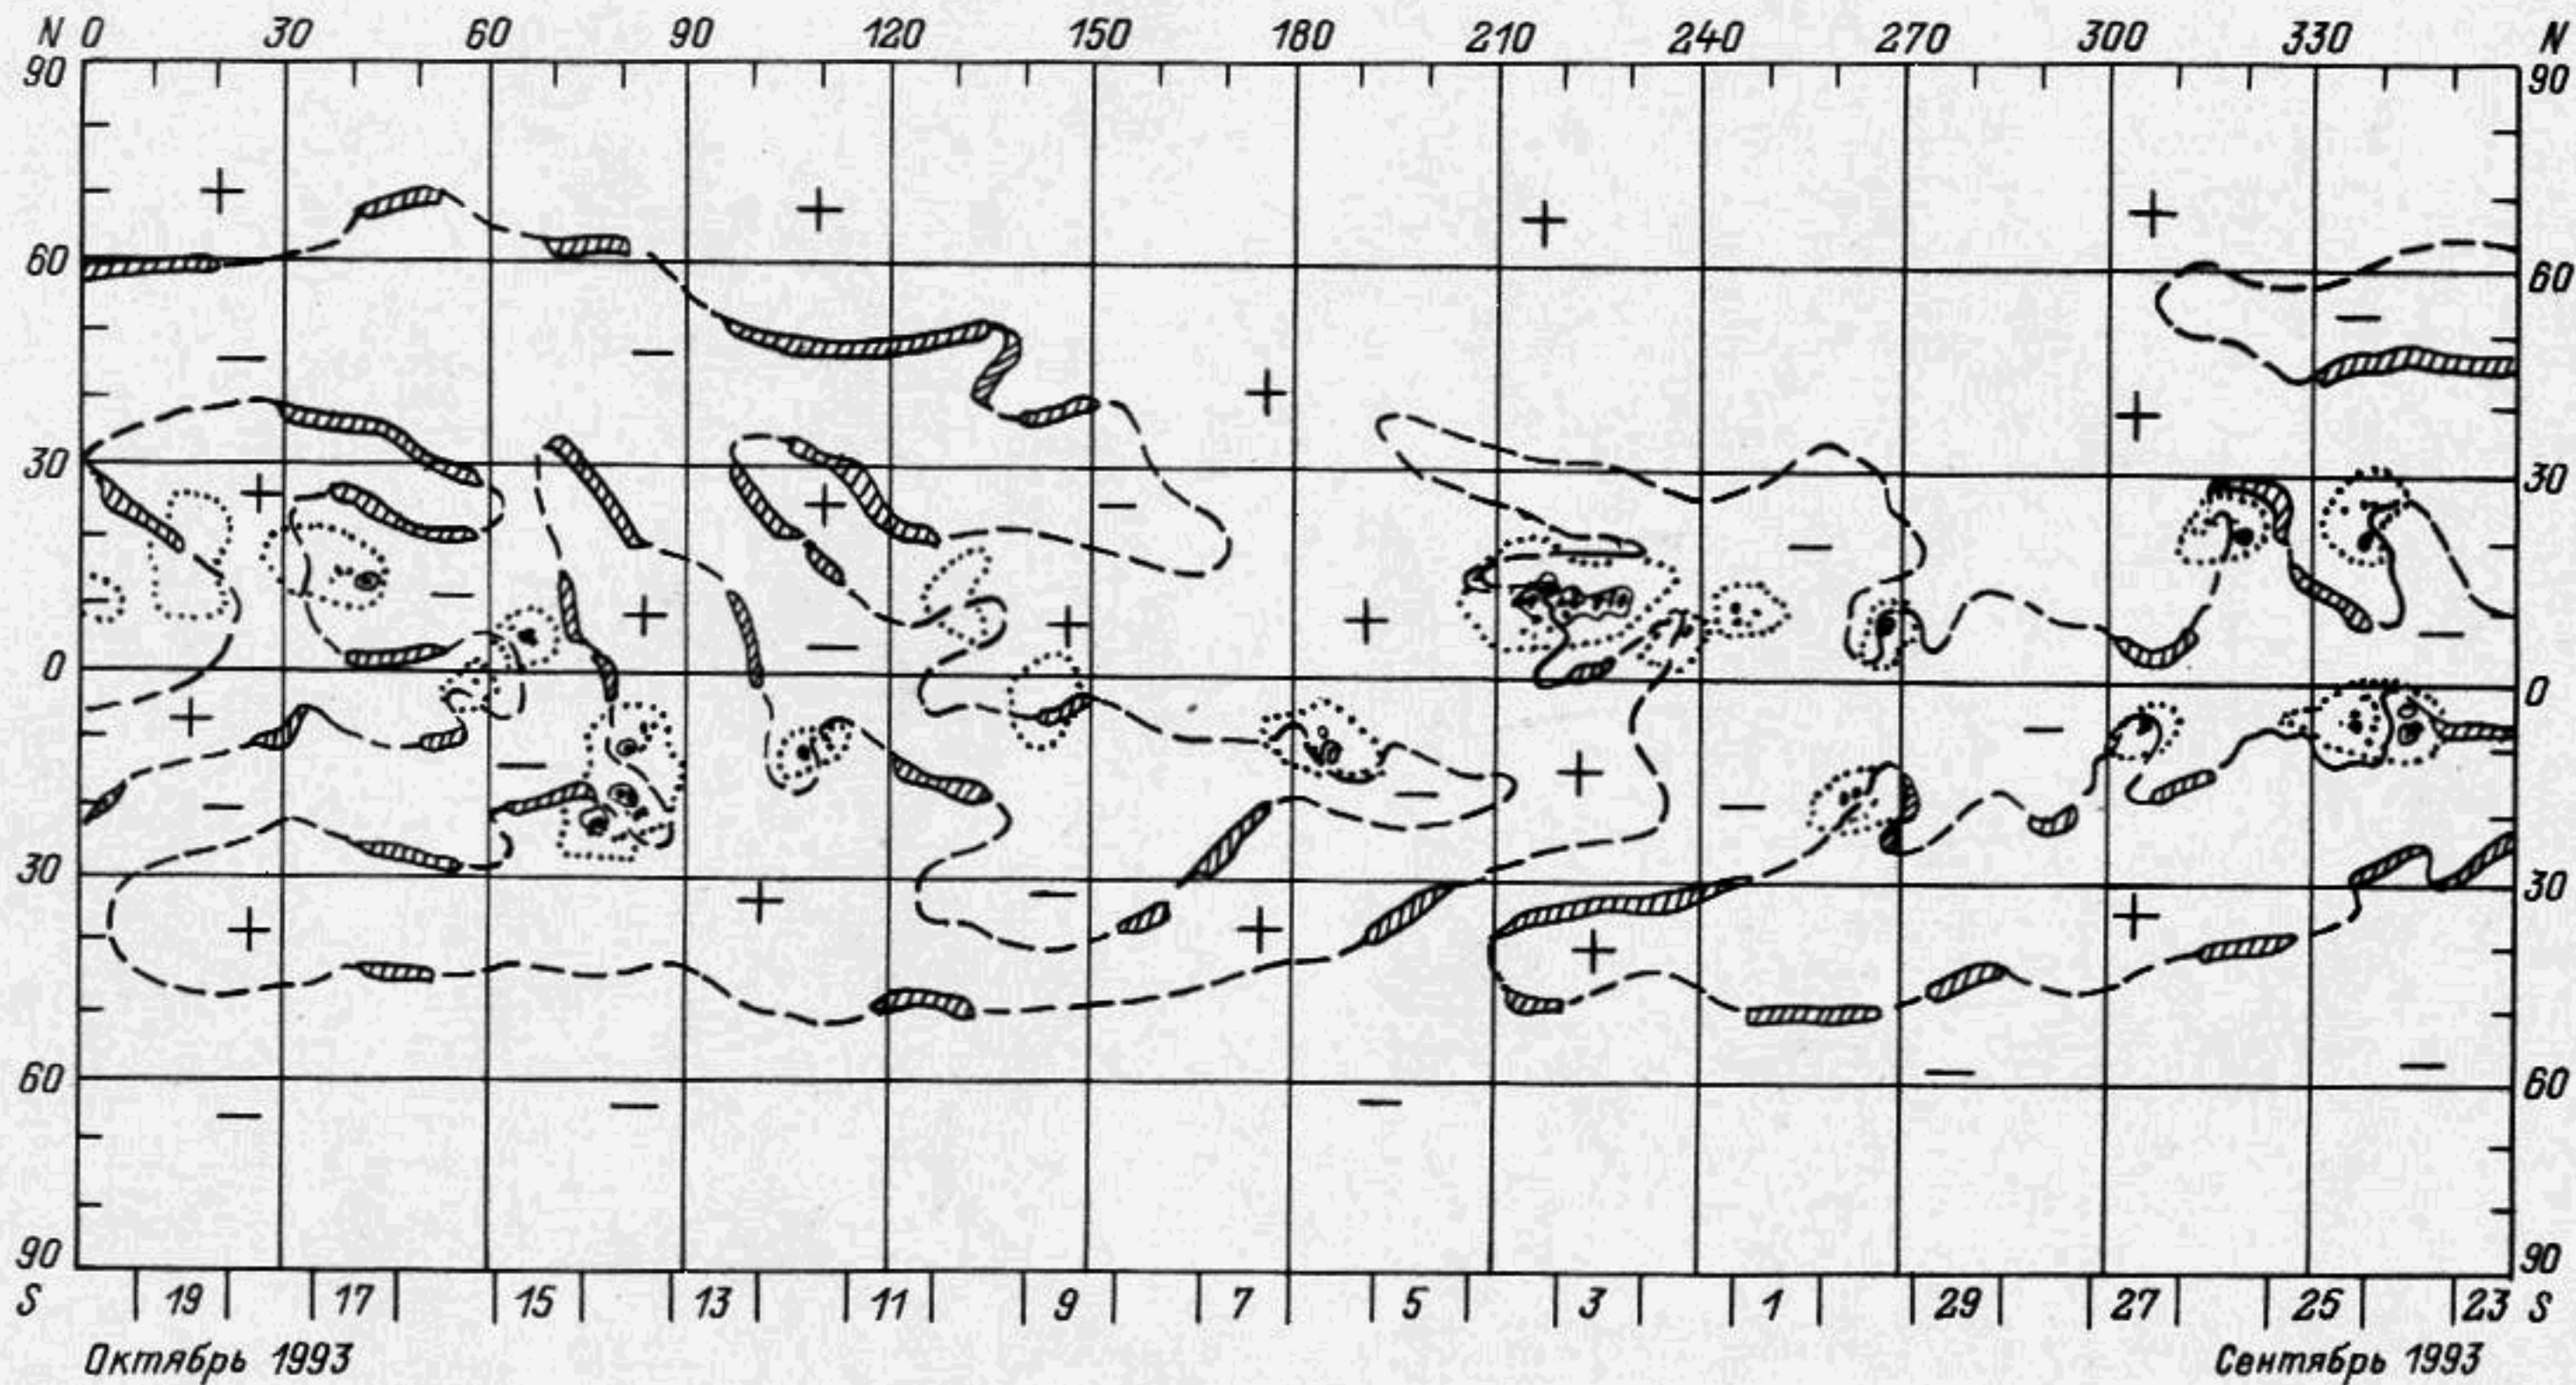 N 0 30 60 90 120 150 180 210 240 270 300 330 N
90 90
+ + + +
60 60
− − + + −
30 30
+ + − −
− + − + + −
0 0
+ − + −
− − − −
30 30
+ + − + + +
60 60
− − − − −
90 90
S | 19 | | 17 | | 15 | | 13 | | 11 | | 9 | | 7 | | 5 | | 3 | | 1 | | 29 | | 27 | | 25 | | 23 S
Октябрь 1993 Сентябрь 1993